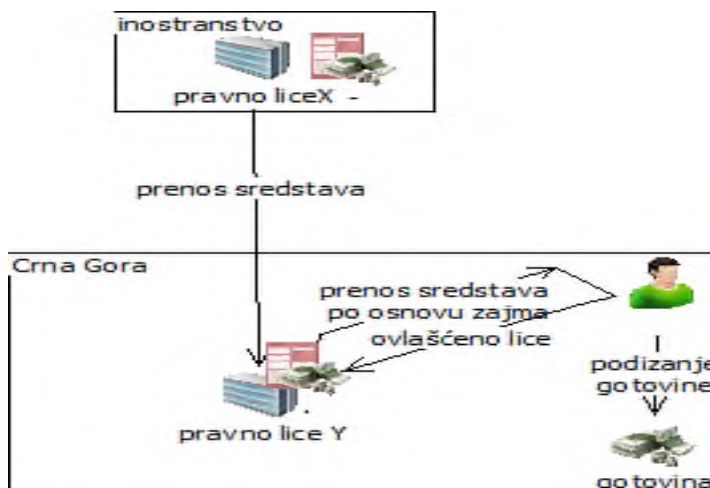 inostranstvo
pravno liceX -
prenos sredstava
Crna Gora
prenos sredstava
po osnovu zajma
ovlašćeno lice
podizanje
gotovine
pravno lice Y
gotovina